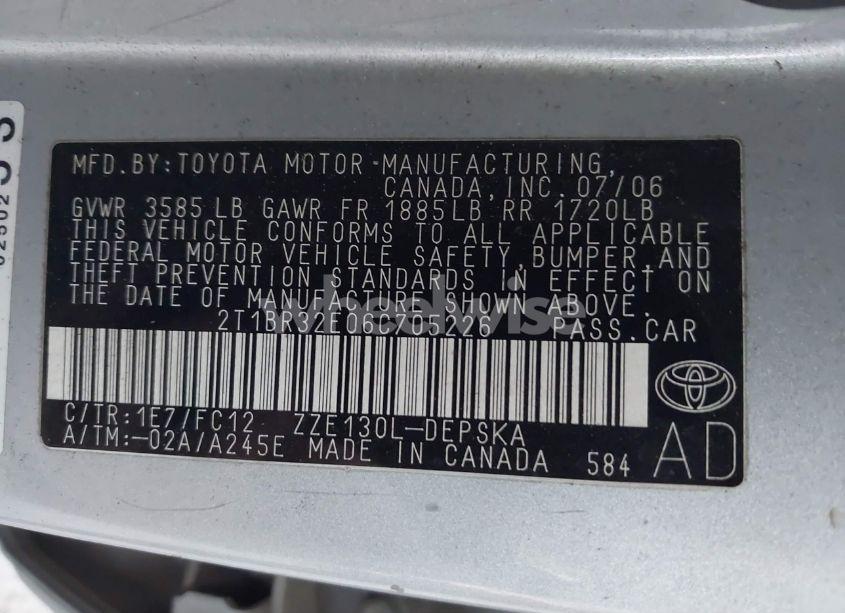 MFD.BY:TOYOTA MOTOR MANUFACTURING,
CANADA, INC. 07/06
GVWR 3585 LB GAWR FR 1885LB RR 1720LB
THIS VEHICLE CONFORMS TO ALL APPLICABLE
FEDERAL MOTOR VEHICLE SAFETY, BUMPER, AND
THEFT PREVENTION STANDARDS IN EFFECT ON
THE DATE OF MANUFACTURE SHOWN ABOVE.
PASS.CAR
C/TR:1E7/FC12 ZZE130L-DEPSKA
A/TM:-02A/A245E MADE IN CANADA 584
AD
wheelwise